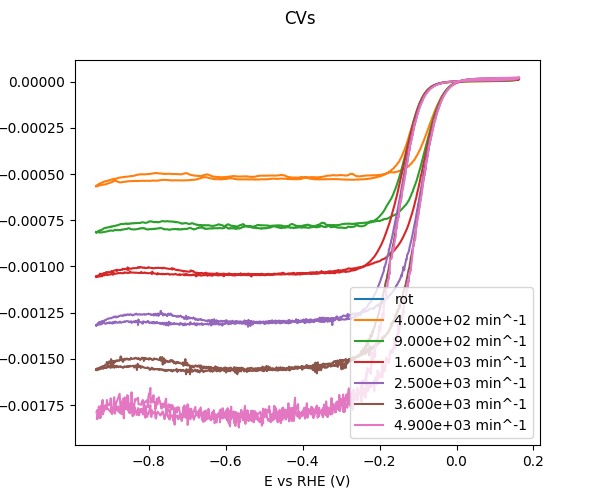 CVs
0.00000
−0.00025
−0.00050
−0.00075
−0.00100
−0.00125
−0.00150
−0.00175
rot
4.000e+02 min^-1
9.000e+02 min^-1
1.600e+03 min^-1
2.500e+03 min^-1
3.600e+03 min^-1
4.900e+03 min^-1
−0.8 −0.6 −0.4 −0.2 0.0 0.2
E vs RHE (V)